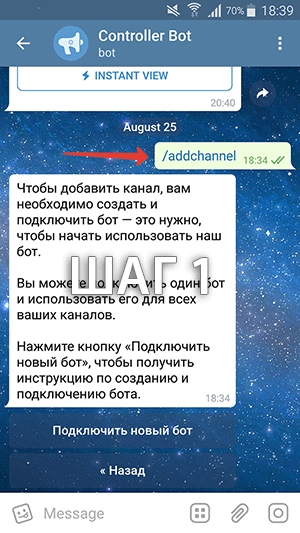 70% 18:39
Controller Bot
bot
INSTANT VIEW
20:40
August 25
/addchannel 18:34
Чтобы добавить канал, вам
необходимо создать и
подключить бот — это нужно,
чтобы начать использовать наш
бот.
ШАГ 1
Вы можете подключить один бот
и использовать его для всех
ваших каналов.
Нажмите кнопку «Подключить
новый бот», чтобы получить
инструкцию по созданию и
подключению бота.
18:34
Подключить новый бот
« Назад
Message